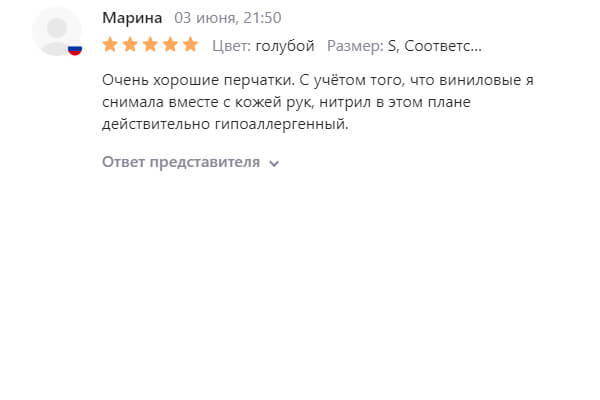 Марина 03 июня, 21:50
Цвет: голубой Размер: S, Соответс...
Очень хорошие перчатки. С учётом того, что виниловые я
снимала вместе с кожей рук, нитрил в этом плане
действительно гипоаллергенный.
Ответ представителя